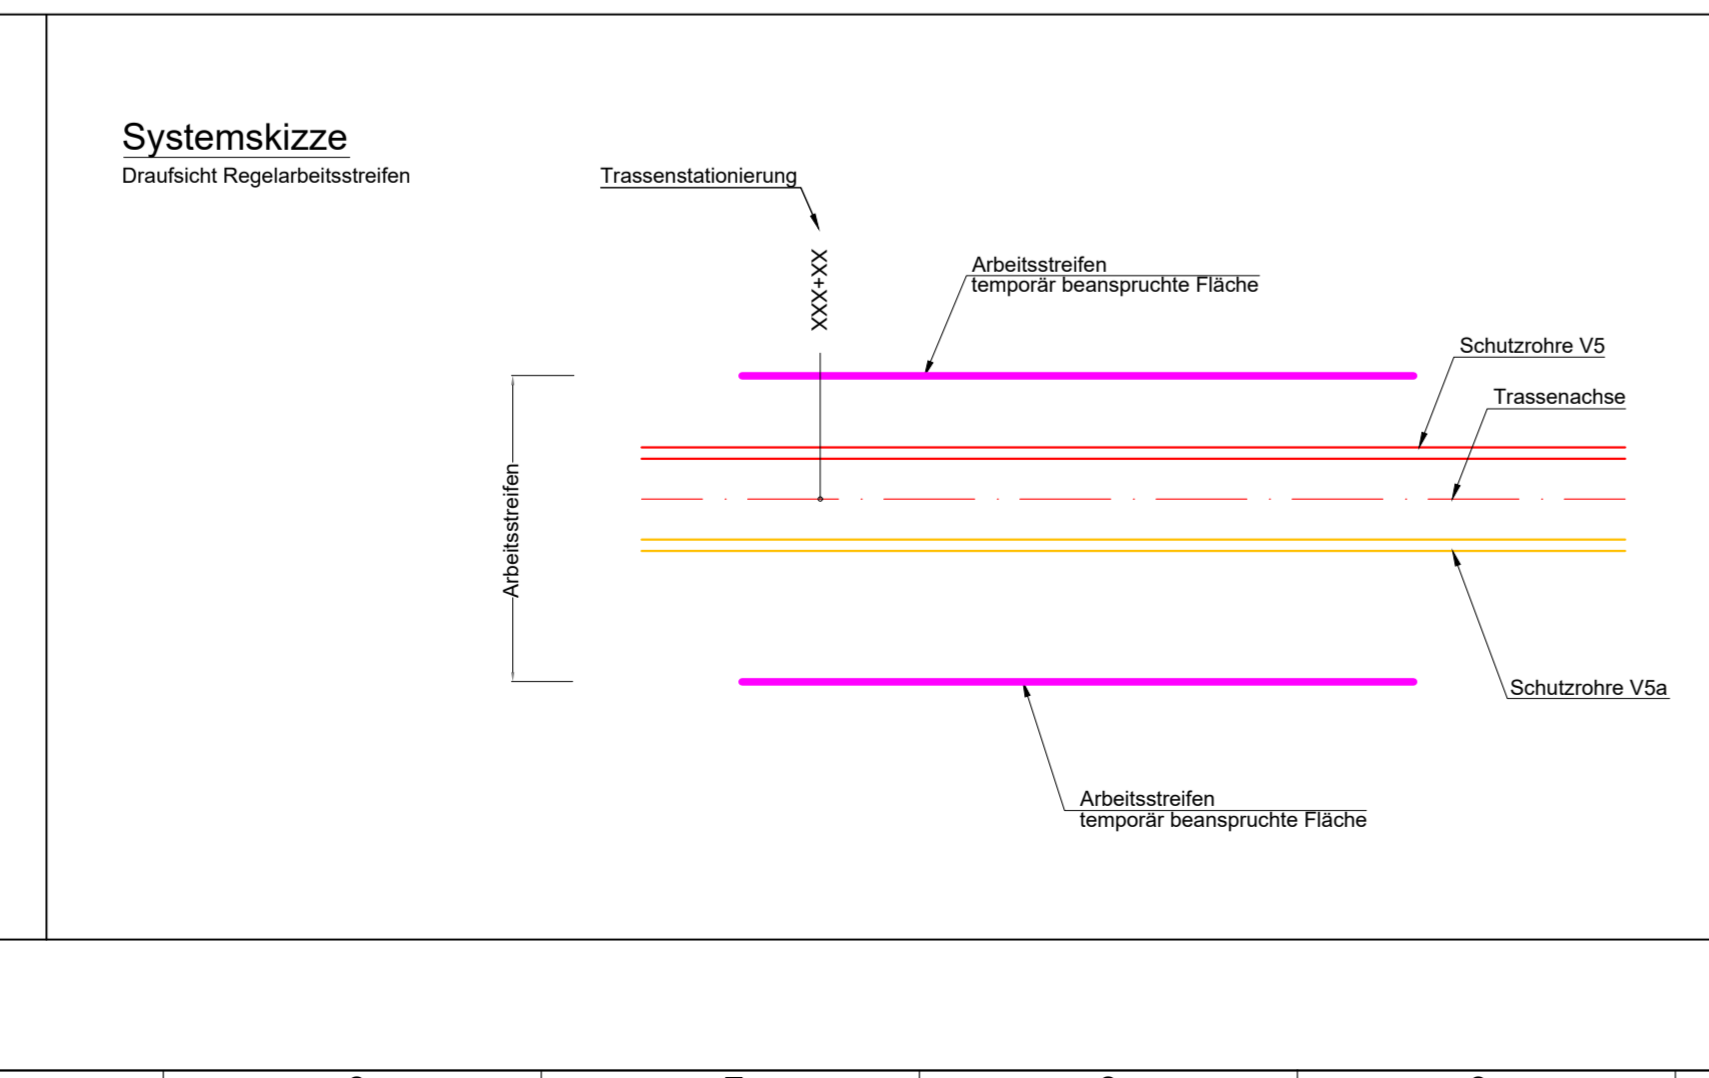 Systemskizze
Draufsicht Regelarbeitsstreifen
Trassenstationierung
XXX+XX
Arbeitsstreifen
temporär beanspruchte Fläche
Schutzrohre V5
Trassenachse
Arbeitsstreifen
Schutzrohre V5a
Arbeitsstreifen
temporär beanspruchte Fläche